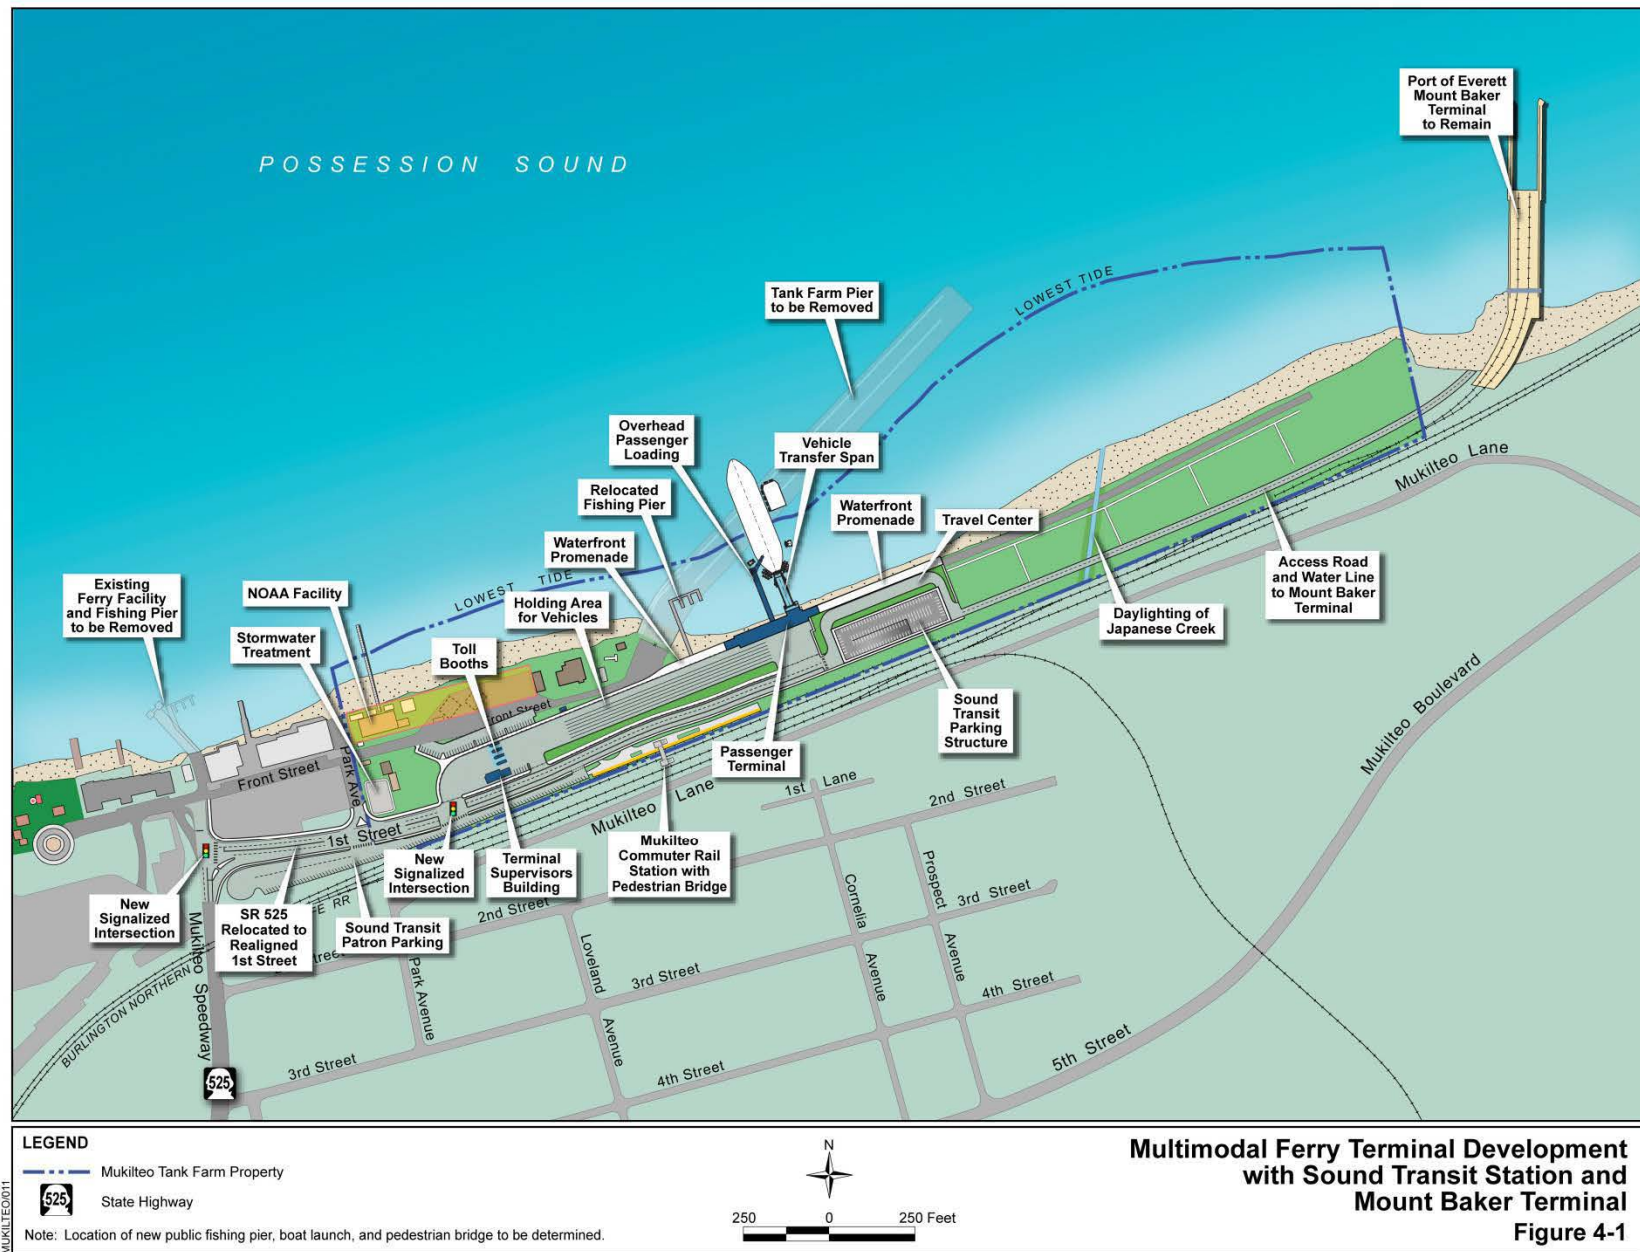 POSSESSION SOUND
Port of Everett
Mount Baker
Terminal
to Remain
LOWEST TIDE
Tank Farm Pier
to be Removed
Overhead
Passenger
Loading
Vehicle
Transfer Span
Relocated
Fishing Pier
Waterfront
Promenade
Travel Center
Waterfront
Promenade
Mukilteo Lane
Existing
Ferry Facility
and Fishing Pier
to be Removed
NOAA Facility
LOWEST TIDE
Holding Area
for Vehicles
Access Road
and Water Line
to Mount Baker
Terminal
Stormwater
Treatment
Toll
Booths
Daylighting of
Japanese Creek
Sound
Transit
Parking
Structure
Front Street
Passenger
Terminal
Mukilteo Boulevard
Front Street
Park Ave
1st Lane
2nd Street
Mukilteo Lane
1st Street
New
Signalized
Intersection
Terminal
Supervisors
Building
Mukilteo
Commuter Rail
Station with
Pedestrian Bridge
New
Signalized
Intersection
SR 525
Relocated to
Realigned
1st Street
FE RR
Sound Transit
Patron Parking
2nd Street
Cornelia
Avenue
Prospect
Avenue
3rd Street
Loveland
Avenue
3rd Street
4th Street
Park Avenue
BURLINGTON NORTHERN
Mukilteo Speedway
3rd Street
4th Street
5th Street
525
LEGEND
Mukilteo Tank Farm Property
525
State Highway
Note: Location of new public fishing pier, boat launch, and pedestrian bridge to be determined.
MUKILTEO/011
N
250 0 250 Feet
Multimodal Ferry Terminal Development
with Sound Transit Station and
Mount Baker Terminal
Figure 4-1